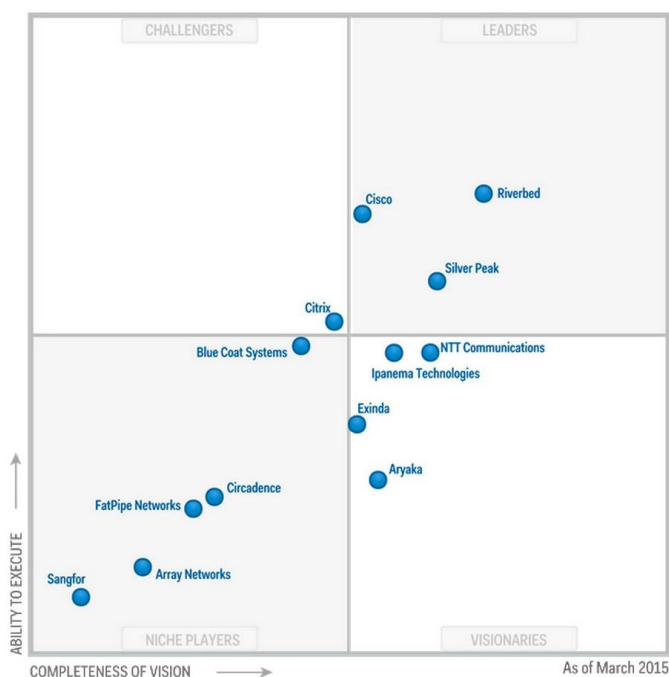 CHALLENGERS
LEADERS
Riverbed
Cisco
Silver Peak
Citrix
Blue Coat Systems
NTT Communications
Ipanema Technologies
Exinda
Aryaka
Circadence
FatPipe Networks
Array Networks
Sangfor
ABILITY TO EXECUTE
NICHE PLAYERS
VISIONARIES
COMPLETENESS OF VISION
As of March 2015